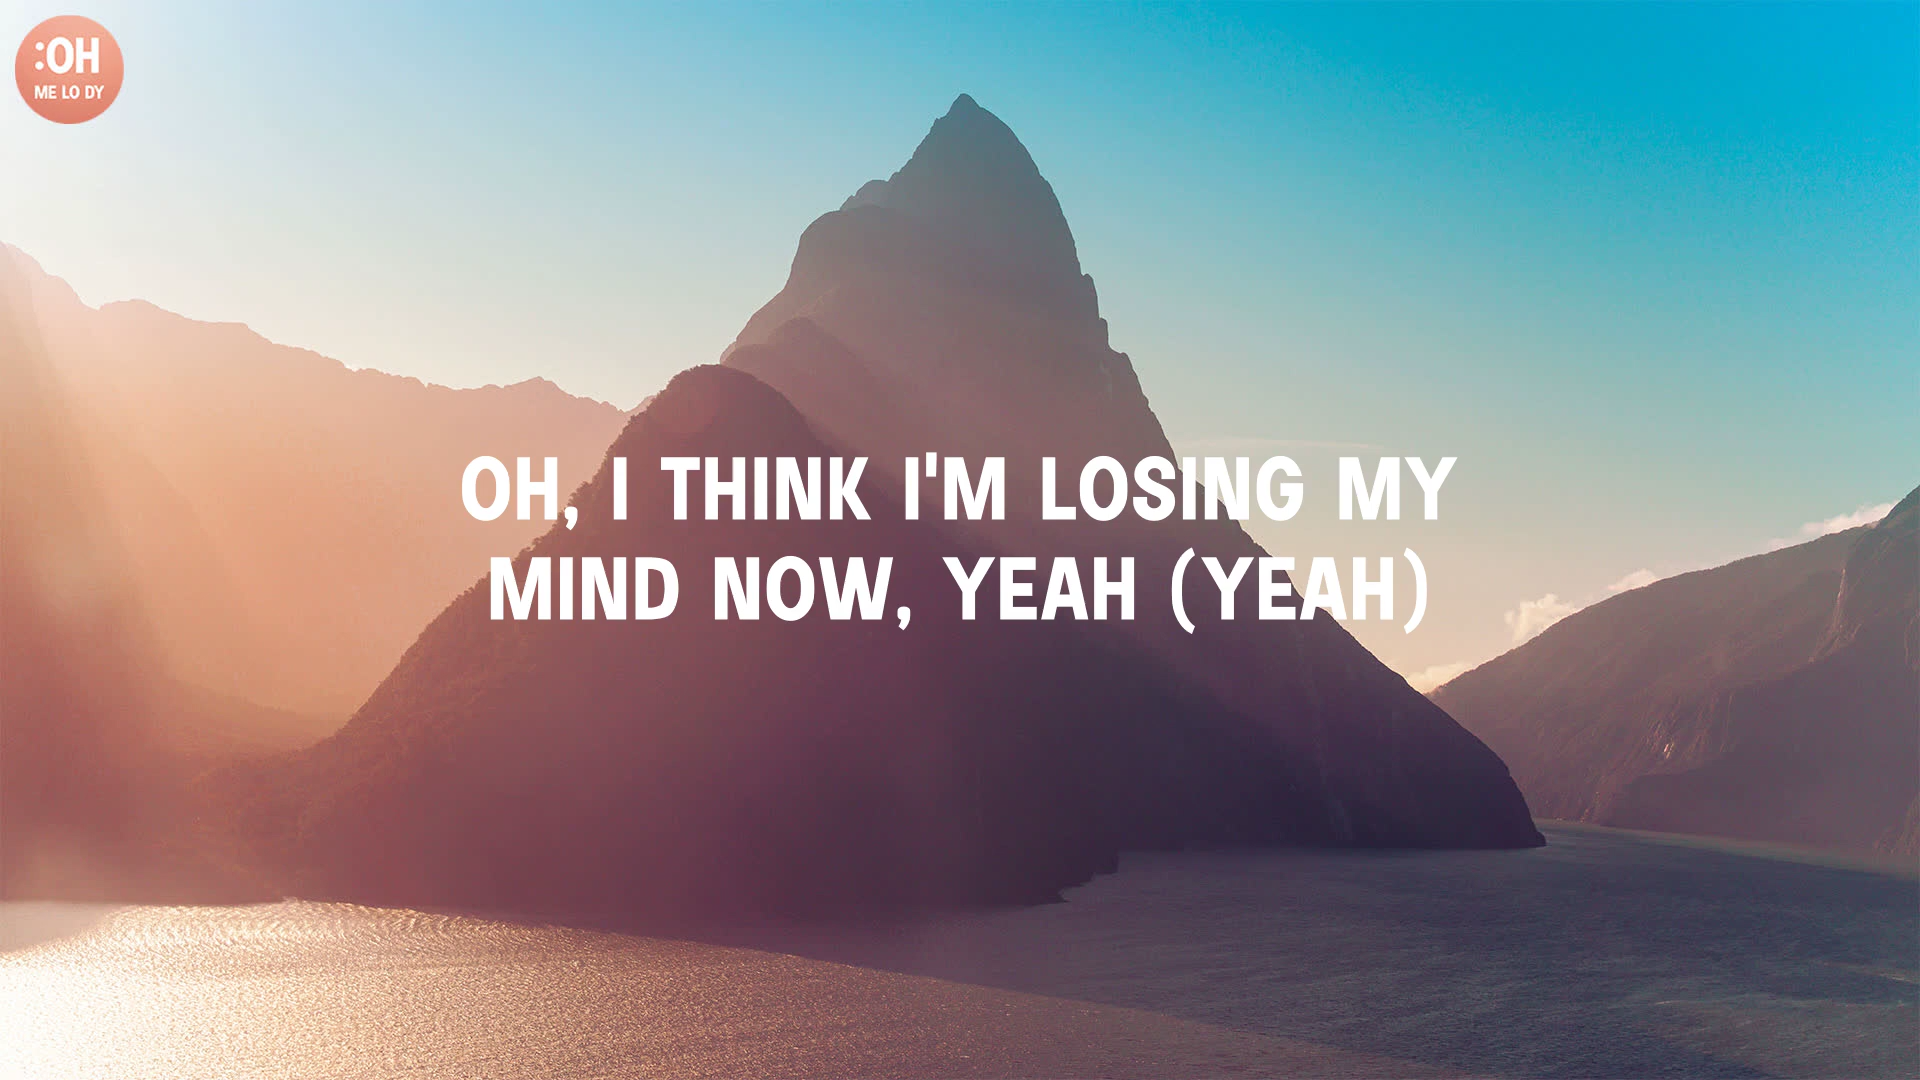 :OH
ME LO DY
OH, I THINK I'M LOSING MY
MIND NOW, YEAH (YEAH)